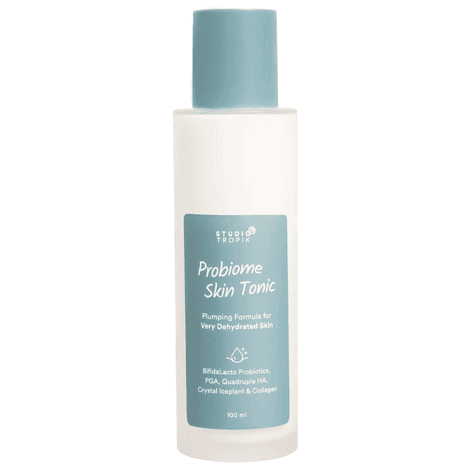 STUDIO
TROPIK
Probiome
Skin Tonic
Plumping Formula for
Very Dehydrated Skin
BifidaLacto Probiotics,
PGA, Quadruple HA,
Crystal Iceplant & Collagen
100 ml